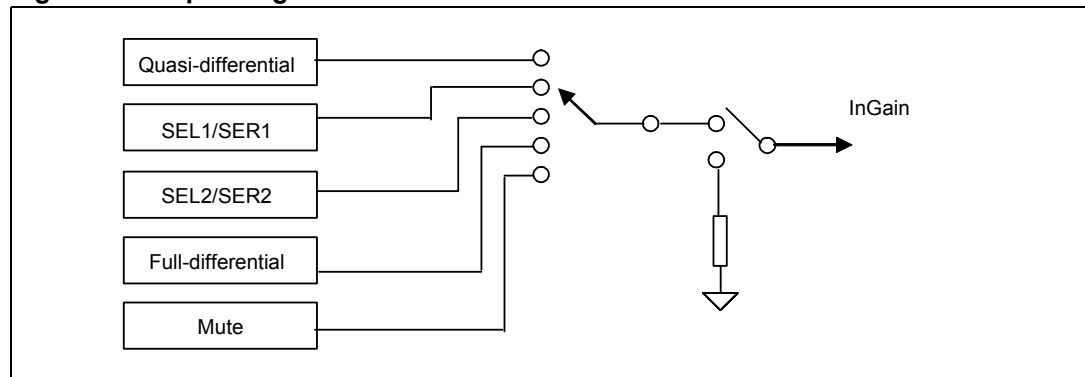 Quasi-differential
SEL1/SER1
SEL2/SER2
Full-differential
Mute
InGain